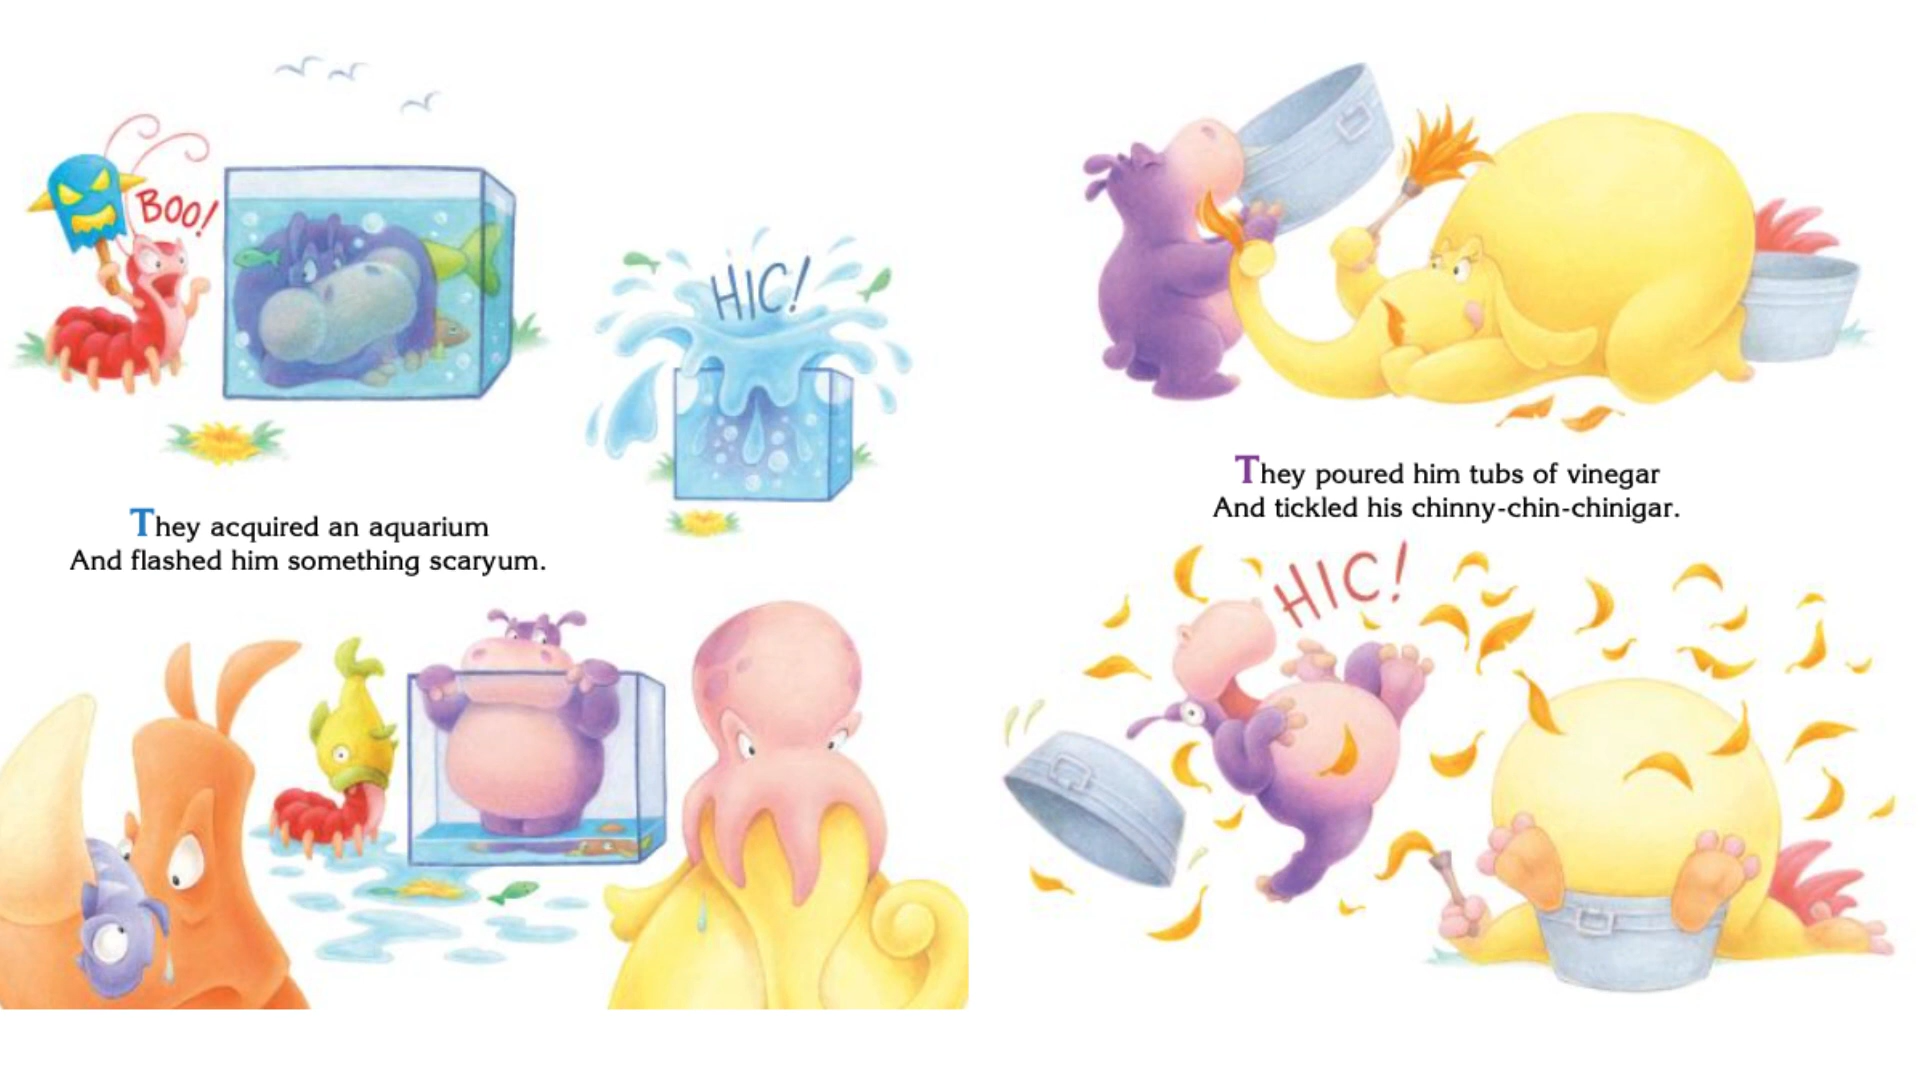 BOO!
HIC!
They acquired an aquarium
And flashed him something scaryum.
They poured him tubs of vinegar
And tickled his chinny-chin-chinigar.
HIC!